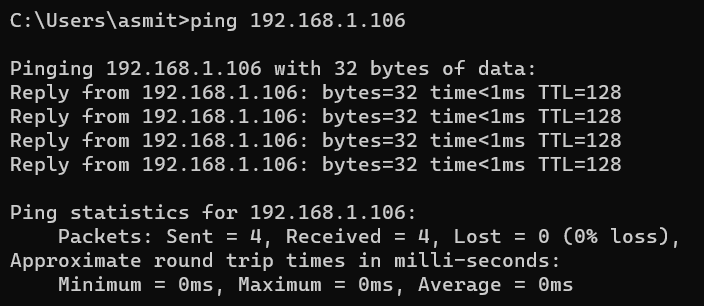 C:\Users\asmit>ping 192.168.1.106
Pinging 192.168.1.106 with 32 bytes of data:
Reply from 192.168.1.106: bytes=32 time<1ms TTL=128
Reply from 192.168.1.106: bytes=32 time<1ms TTL=128
Reply from 192.168.1.106: bytes=32 time<1ms TTL=128
Reply from 192.168.1.106: bytes=32 time<1ms TTL=128
Ping statistics for 192.168.1.106:
    Packets: Sent = 4, Received = 4, Lost = 0 (0% loss),
Approximate round trip times in milli-seconds:
    Minimum = 0ms, Maximum = 0ms, Average = 0ms